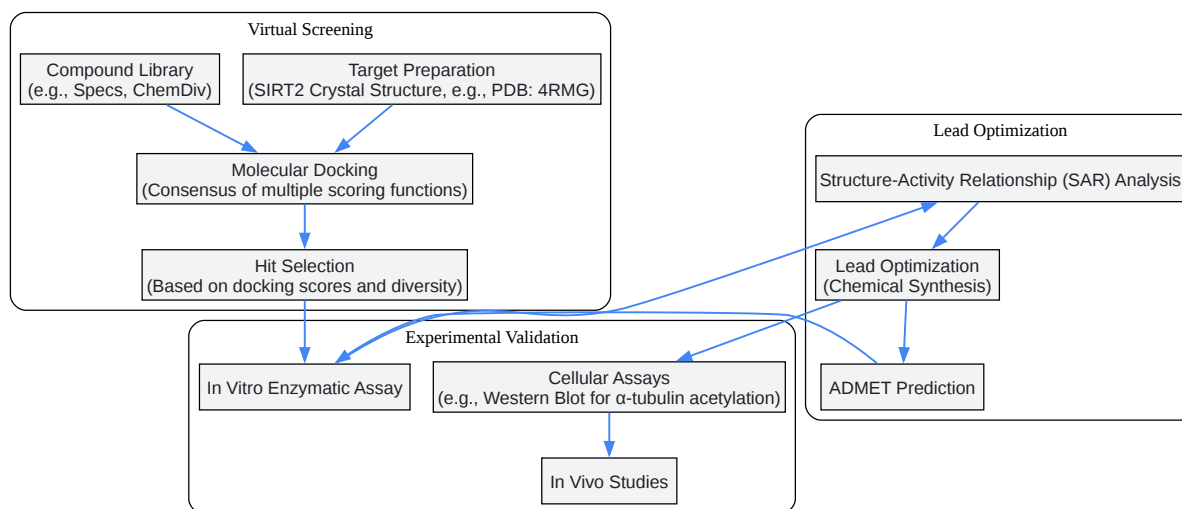 Virtual Screening
Compound Library
(e.g., Specs, ChemDiv)
Target Preparation
(SIRT2 Crystal Structure, e.g., PDB: 4RMG)
Molecular Docking
(Consensus of multiple scoring functions)
Hit Selection
(Based on docking scores and diversity)
Lead Optimization
Structure-Activity Relationship (SAR) Analysis
Lead Optimization
(Chemical Synthesis)
ADMET Prediction
Experimental Validation
In Vitro Enzymatic Assay
Cellular Assays
(e.g., Western Blot for α-tubulin acetylation)
In Vivo Studies